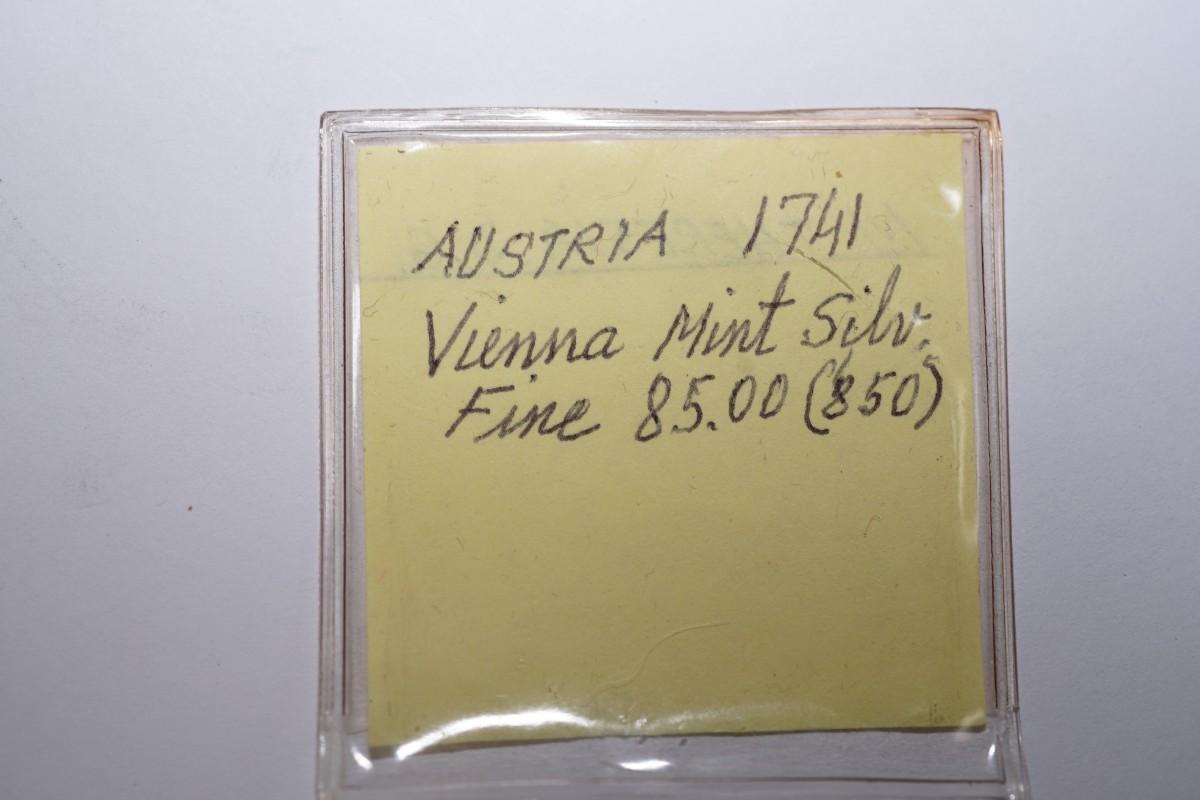 AUSTRIA 1741
Vienna Mint Silv.
Fine 85.00 (850)